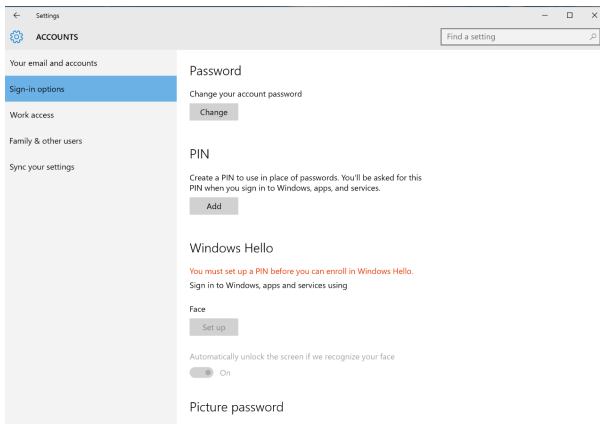 Settings
ACCOUNTS
Find a setting
Your email and accounts
Sign-in options
Work access
Family & other users
Sync your settings
Password
Change your account password
Change
PIN
Create a PIN to use in place of passwords. You'll be asked for this
PIN when you sign in to Windows, apps, and services.
Add
Windows Hello
You must set up a PIN before you can enroll in Windows Hello.
Sign in to Windows, apps and services using
Face
Set up
Automatically unlock the screen if we recognize your face
On
Picture password